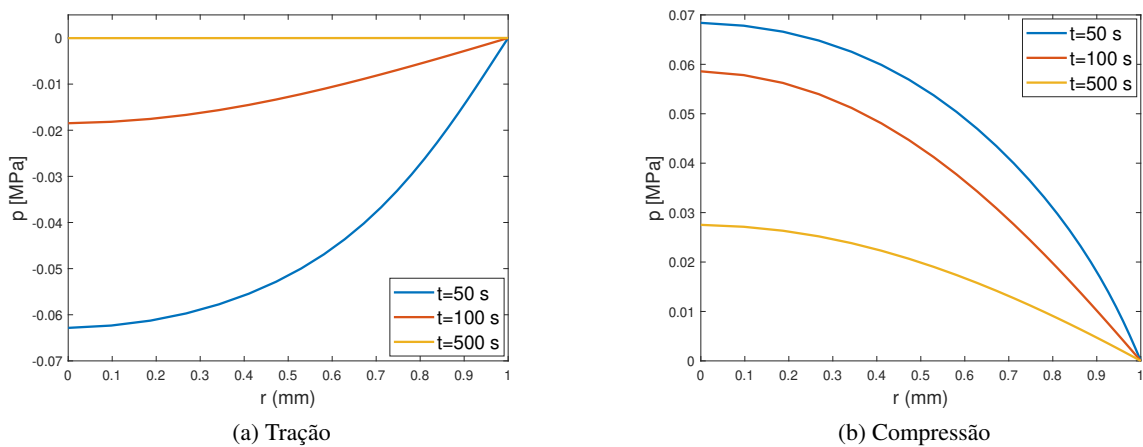 0
-0.01
-0.02
-0.03
-0.04
-0.05
-0.06
-0.07
p [MPa]
0 0.1 0.2 0.3 0.4 0.5 0.6 0.7 0.8 0.9 1
r (mm)
t=50 s
t=100 s
t=500 s
(a) Tração
0.07
0.06
0.05
0.04
0.03
0.02
0.01
0
p [MPa]
0 0.1 0.2 0.3 0.4 0.5 0.6 0.7 0.8 0.9 1
r (mm)
t=50 s
t=100 s
t=500 s
(b) Compressão